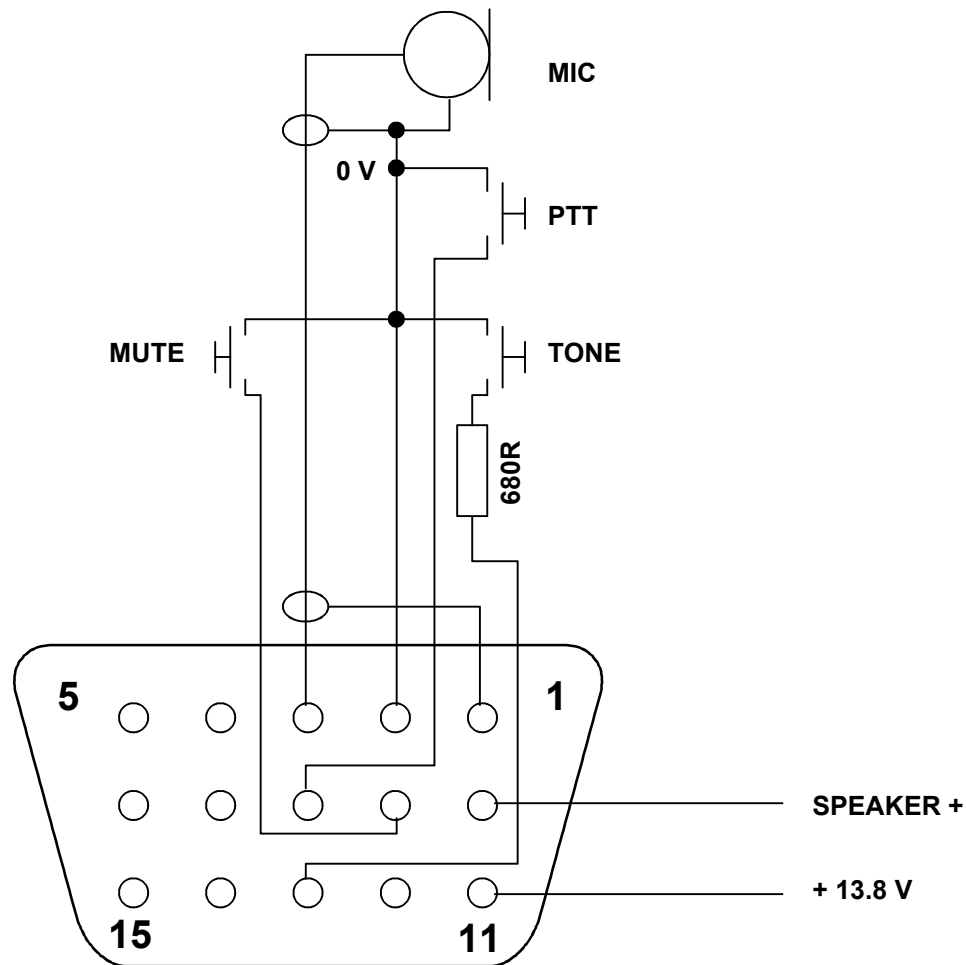 MIC
0 V
PTT
MUTE
TONE
680R
5
1
SPEAKER +
+ 13.8 V
15
11